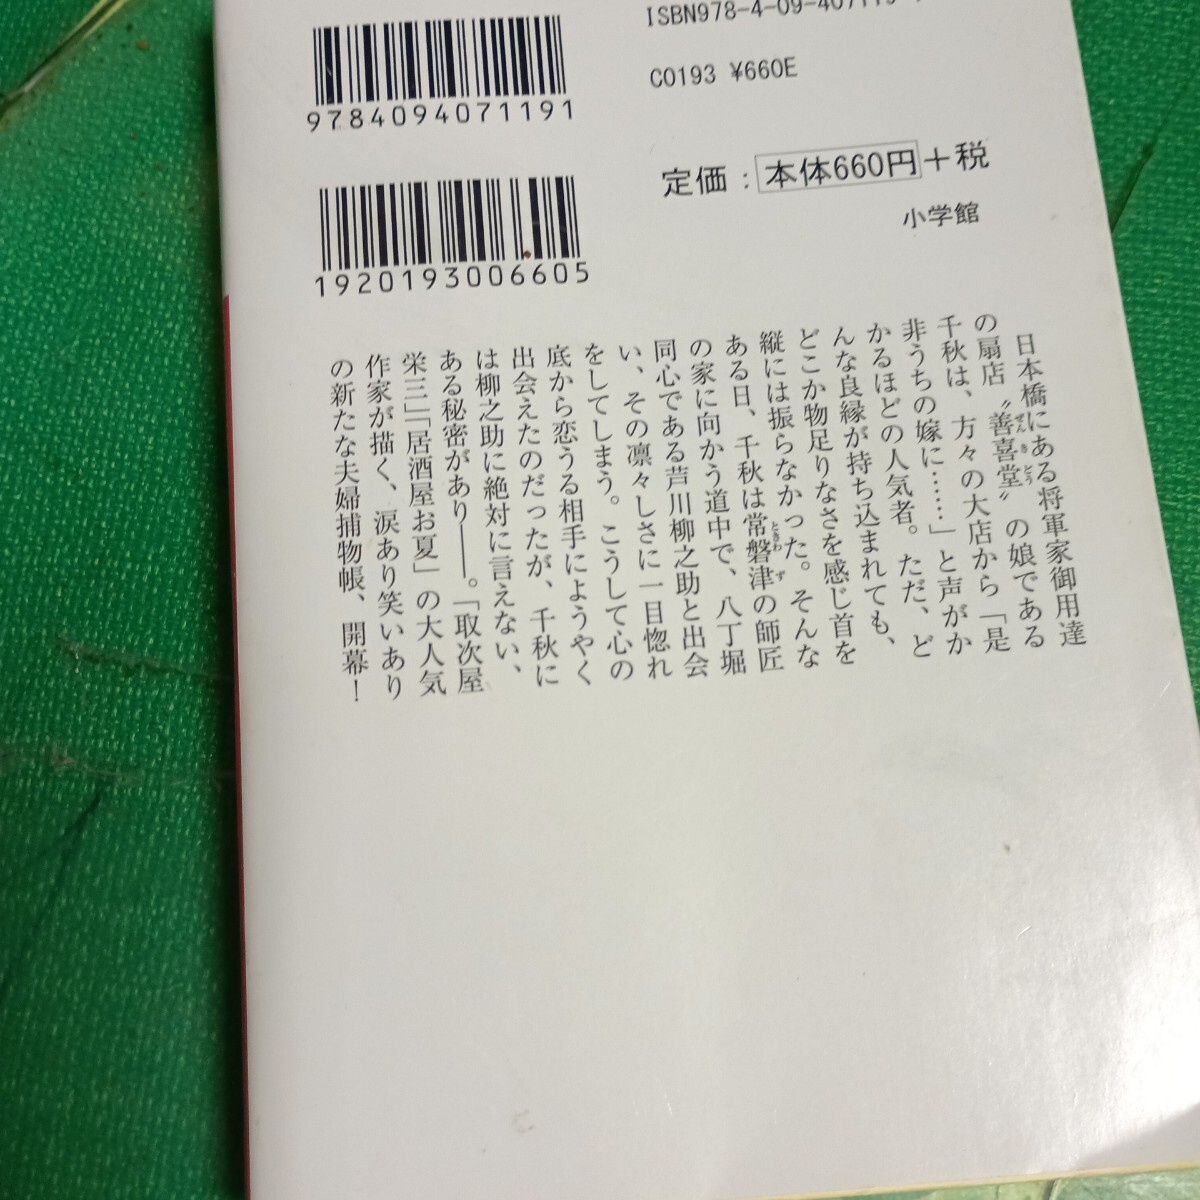 ISBN978-4-09-407119-
C0193 ¥660E
9784094071191
1920193006605
定価:本体660円+税
小学館
日本橋にある将軍家御用達
の扇店〝善喜堂〟の娘である
千秋は、方々の大店から「是
非うちの嫁に……」と声がか
かるほどの人気者。ただ、ど
んな良縁が持ち込まれても、
どこか物足りなさを感じ首を
縦には振らなかった。そんな
ある日、千秋は常磐津の師匠
の家に向かう道中で、八丁堀
同心である芦川柳之助と出会
い、その凛々しさに一目惚れ
をしてしまう。こうして心の
底から恋うる相手にようやく
出会えたのだったが、千秋に
は柳之助に絶対に言えない、
ある秘密があり――。「取次屋
栄三」「居酒屋お夏」の大人気
作家が描く、涙あり笑いあり
の新たな夫婦捕物帳、開幕!